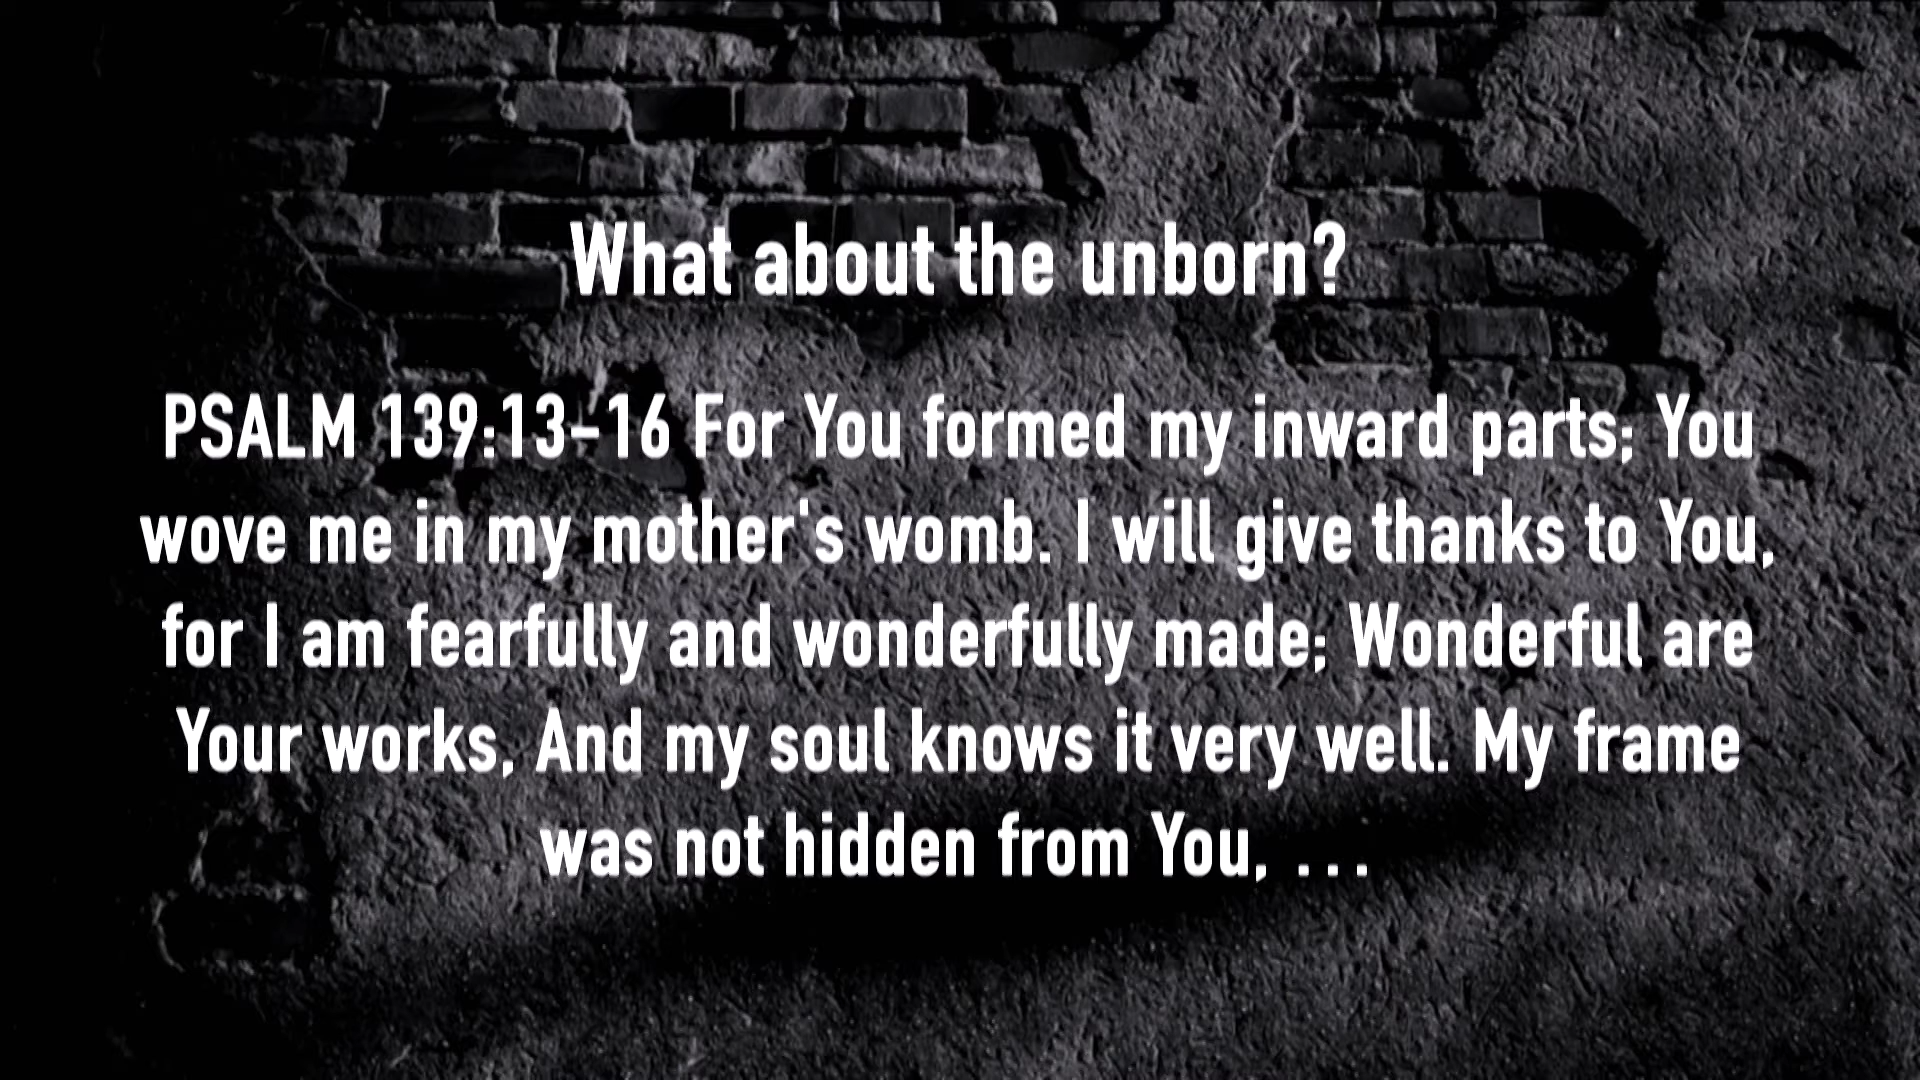 What about the unborn?
PSALM 139:13-16 For You formed my inward parts; You
wove me in my mother's womb. I will give thanks to You,
for I am fearfully and wonderfully made; Wonderful are
Your works, And my soul knows it very well. My frame
was not hidden from You, ...